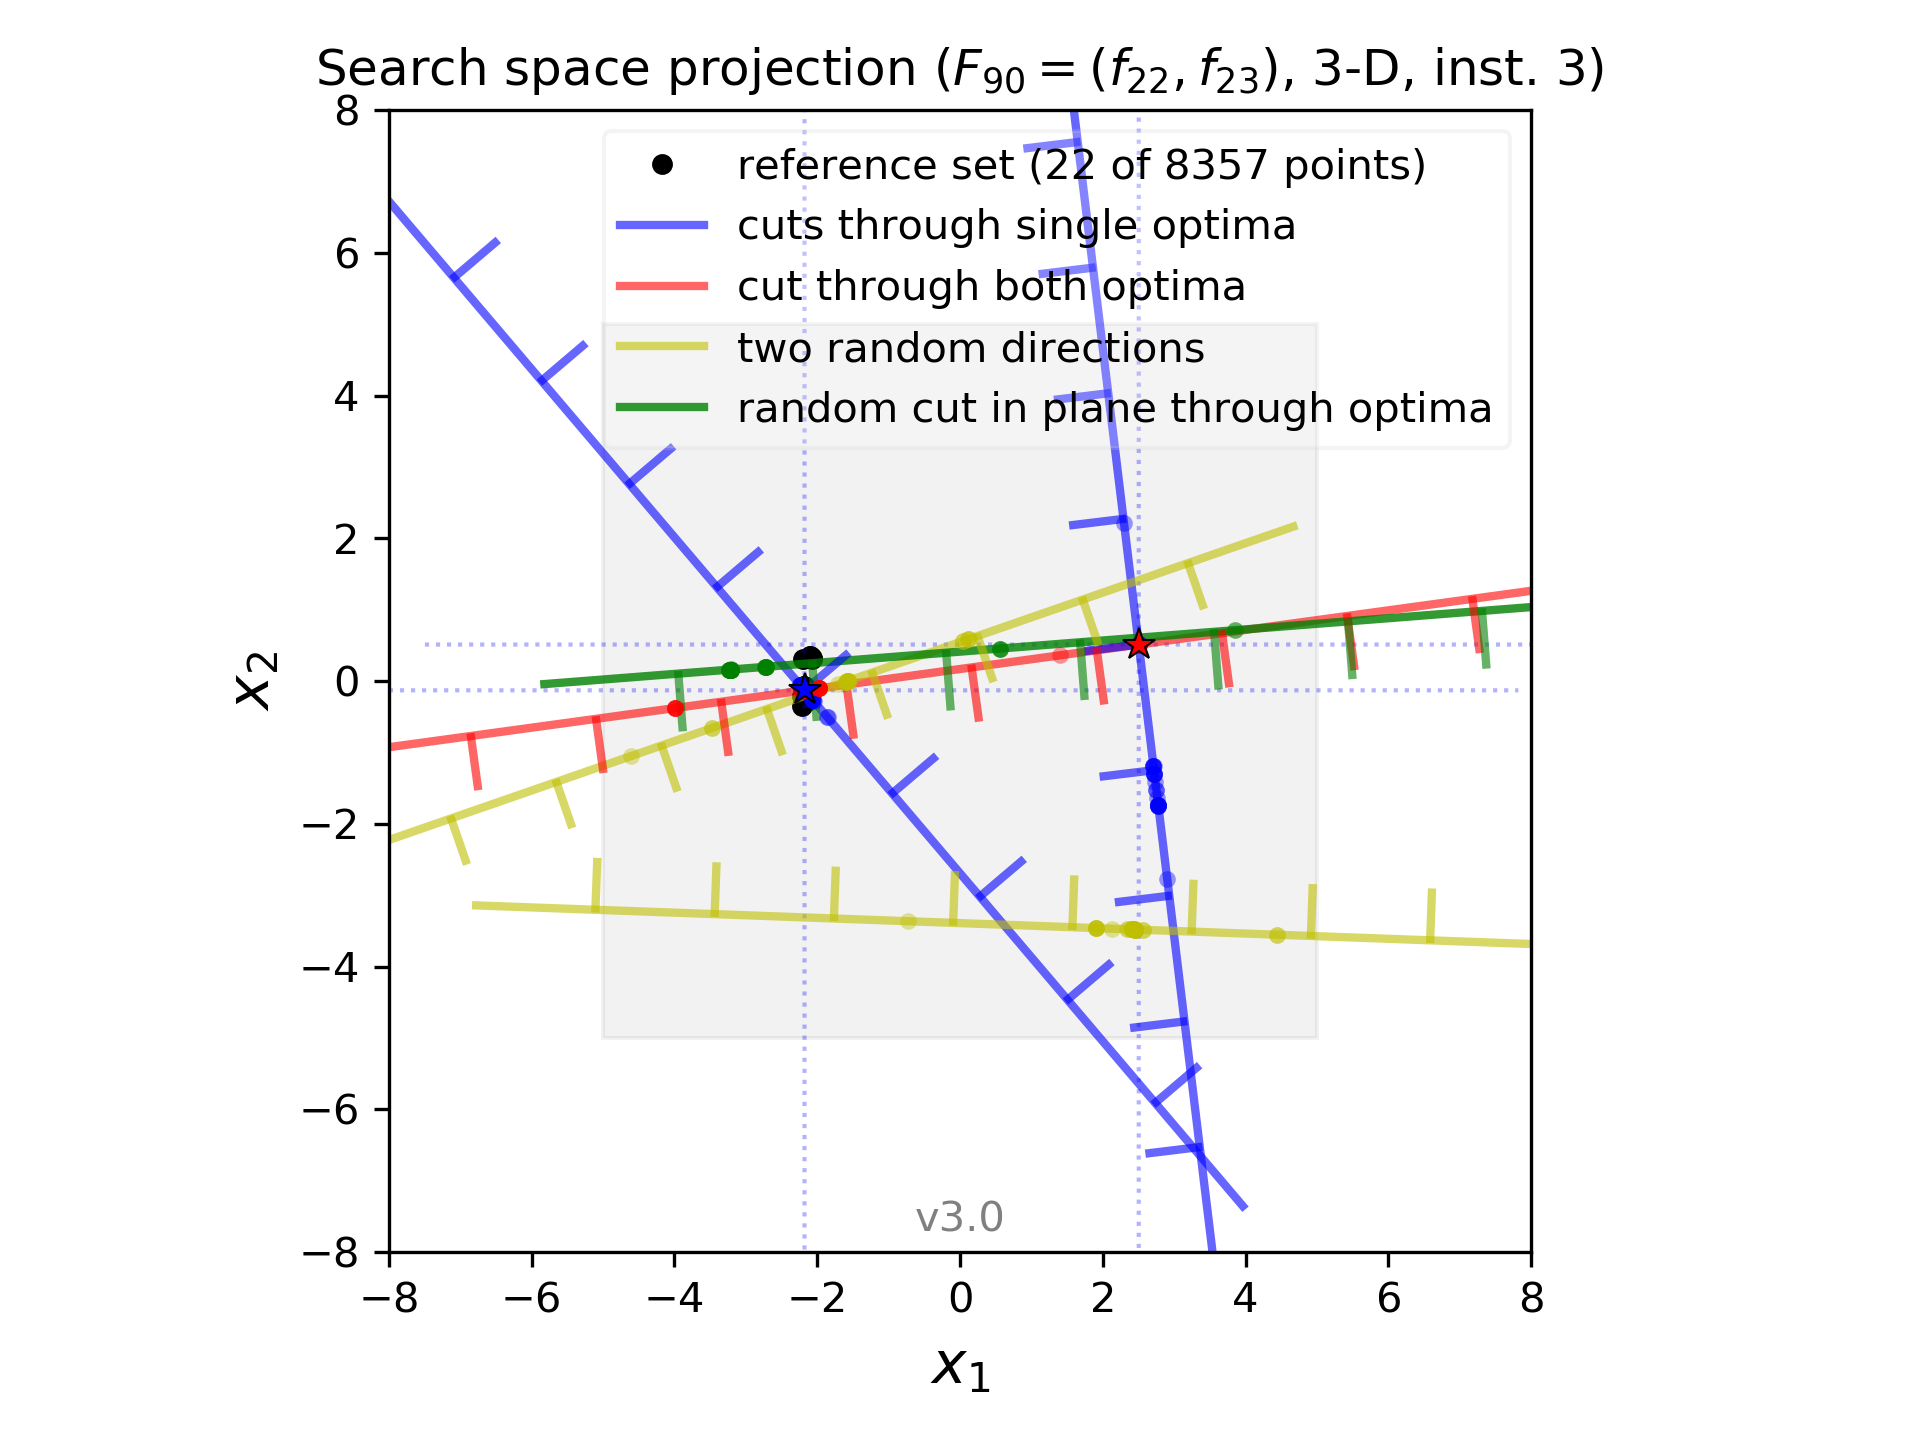 Search space projection (F90 = (f22, f23), 3-D, inst. 3)
reference set (22 of 8357 points)
cuts through single optima
cut through both optima
two random directions
random cut in plane through optima
8
6
4
2
0
−2
−4
−6
−8
x2
v3.0
−8 −6 −4 −2 0 2 4 6 8
x1